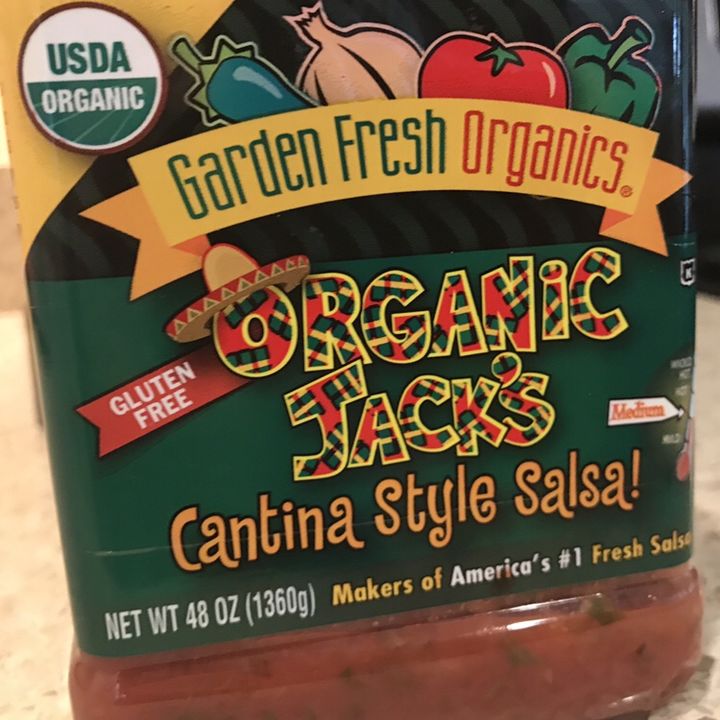 USDA
ORGANIC
Garden Fresh Organics®
ORGANiC
JACK'S
GLUTEN
FREE
Medium
MILD
Cantina Style Salsa!
NET WT 48 OZ (1360g) Makers of America's #1 Fresh Salsa